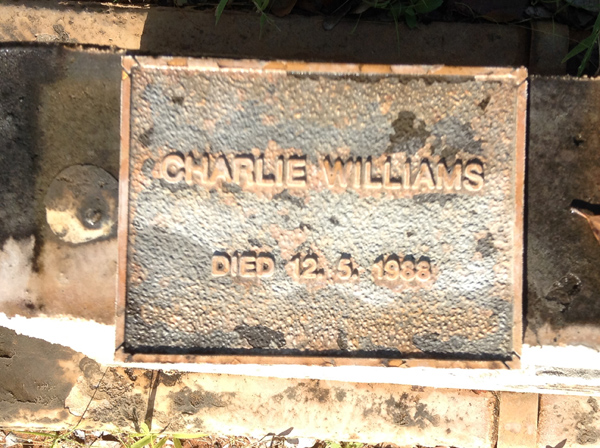 CHARLIE WILLIAMS
DIED 12. 5. 1988